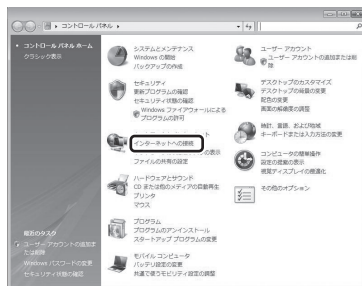 コントロール パネル
コントロール パネル ホーム
クラシック表示
システムとメンテナンス
Windows の開始
バックアップの作成
セキュリティ
更新プログラムの確認
セキュリティ状態の確認
Windows ファイアウォールによる
プログラムの許可
インターネットへの接続
ファイルの共有の設定
ハードウェアとサウンド
CD または他のメディアの自動再生
プリンタ
マウス
プログラム
プログラムのアンインストール
スタートアップ プログラムの変更
モバイル コンピュータ
バッテリ設定の変更
共通で使うモビリティ設定の調整
ユーザー アカウント
ユーザー アカウントの追加または削
除
デスクトップのカスタマイズ
デスクトップの背景の変更
配色の変更
画面の解像度の調整
時計、言語、および地域
キーボードまたは入力方法の変更
コンピュータの簡単操作
設定の提案の表示
視覚ディスプレイの最適化
その他のオプション
最近のタスク
ユーザー アカウントの追加ま
たは削除
Windows パスワードの変更
セキュリティ状態の確認